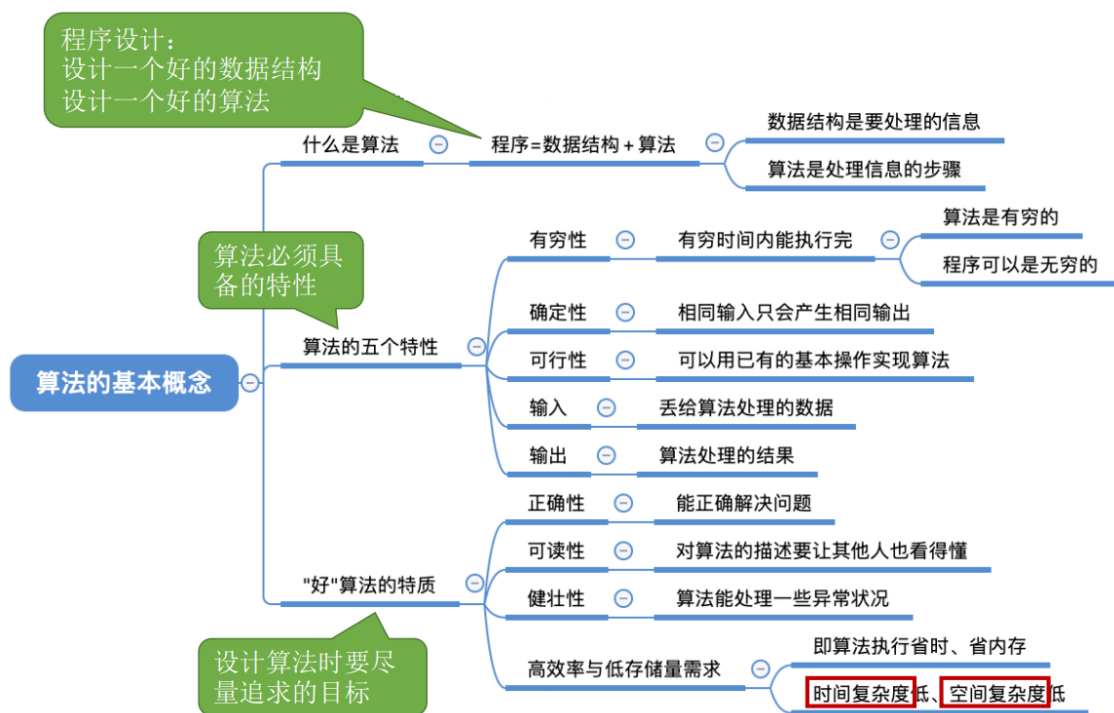 程序设计：
设计一个好的数据结构
设计一个好的算法
什么是算法
程序=数据结构+算法
数据结构是要处理的信息
算法是处理信息的步骤
算法必须具
备的特性
算法的五个特性
有穷性
有穷时间内能执行完
算法是有穷的
程序可以是无穷的
确定性
相同输入只会产生相同输出
可行性
可以用已有的基本操作实现算法
输入
丢给算法处理的数据
输出
算法处理的结果
算法的基本概念
"好"算法的特质
正确性
能正确解决问题
可读性
对算法的描述要让其他人也看得懂
健壮性
算法能处理一些异常状况
高效率与低存储量需求
即算法执行省时、省内存
时间复杂度低、空间复杂度低
设计算法时要尽
量追求的目标